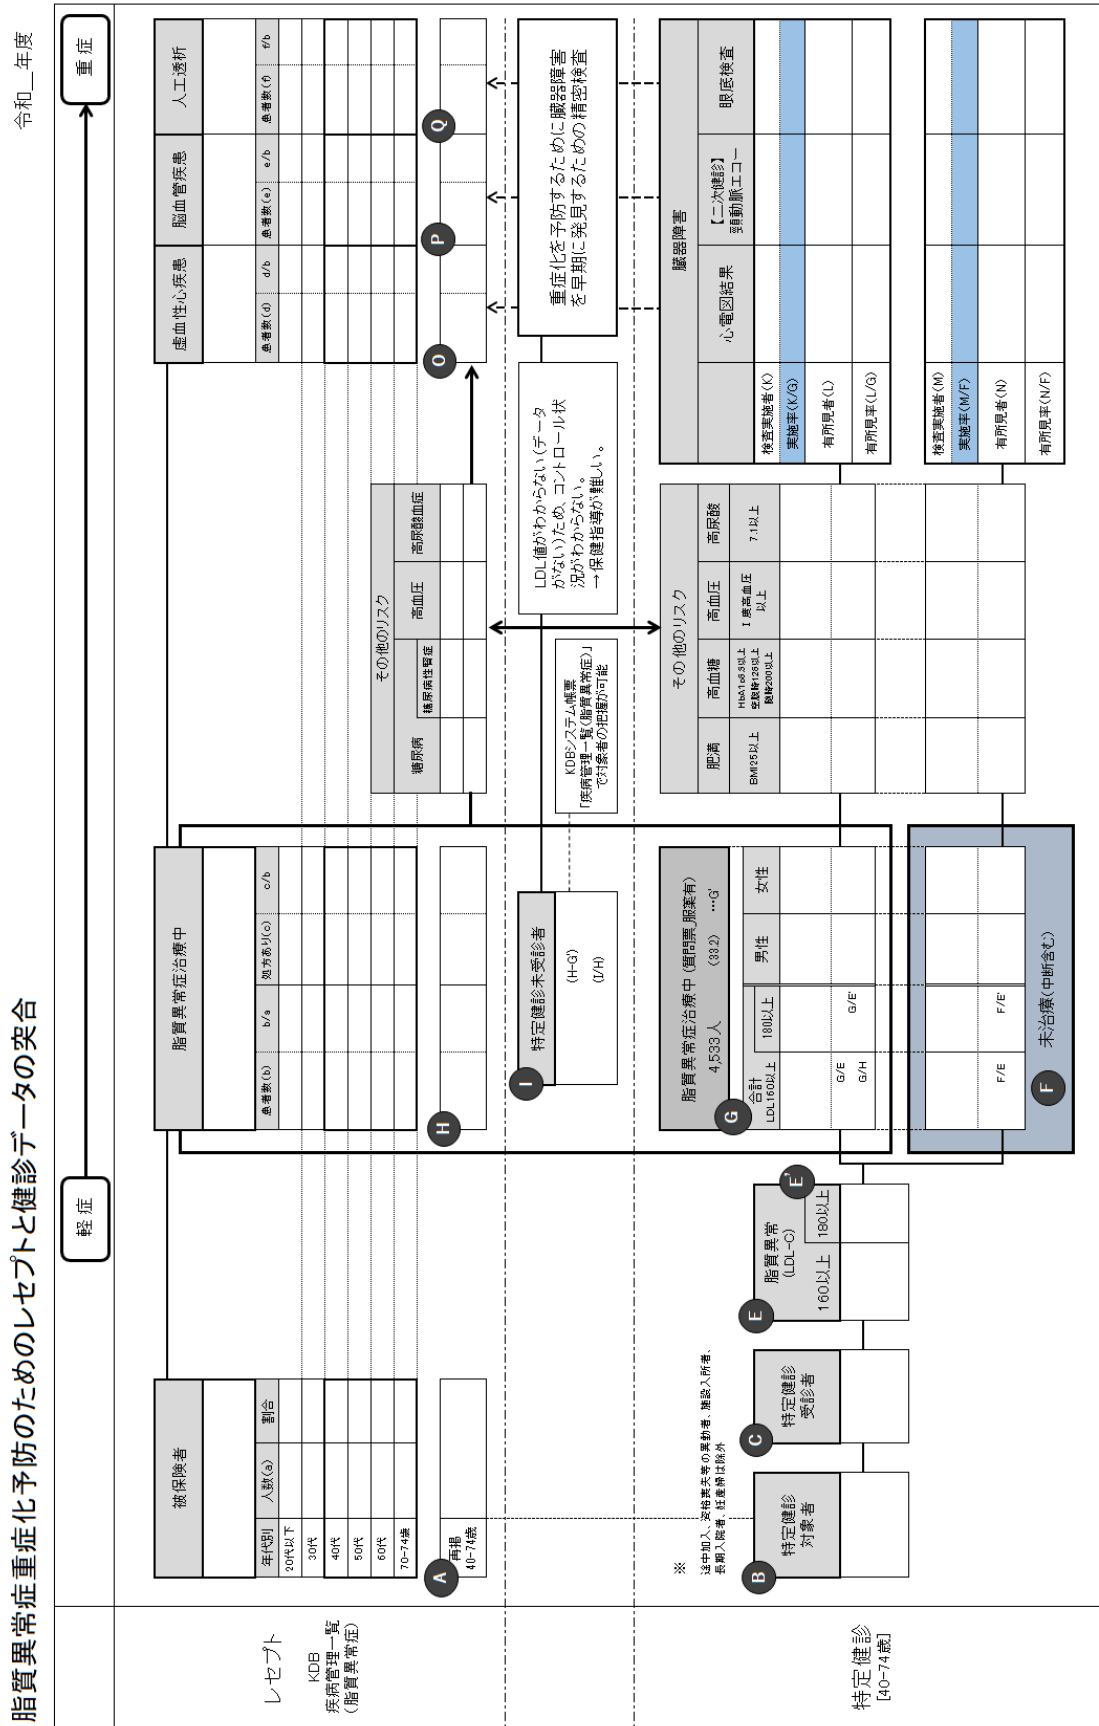 脂質異常症重症化予防のためのレセプトと健診データの突合
令和__年度
軽症
重症
レセプト
KDB
疾病管理一覧
(脂質異常症)
被保険者
年代別
人数(a)
割合
20代以下
30代
40代
50代
60代
70-74歳
A
再掲
40-74歳
脂質異常症治療中
患者数(b)
b/a
処方あり(c)
c/b
H
その他のリスク
糖尿病
糖尿病性腎症
高血圧
高尿酸血症
虚血性心疾患
脳血管疾患
人工透析
患者数(d)
d/b
患者数(e)
e/b
患者数(f)
f/b
O
P
Q
I
特定健診未受診者
(H-G')
(I/H)
KDBシステム帳票
「疾病管理一覧(脂質異常症)」
で対象者の把握が可能
LDL値がわからない(データ
がない)ため、コントロール状
況がわからない。
→保健指導が難しい。
重症化を予防するために臓器障害
を早期に発見するための精密検査
特定健診
[40-74歳]
※
途中加入、資格喪失等の異動者、施設入所者、
長期入院者、妊産婦は除外
B
特定健診
対象者
C
特定健診
受診者
E
脂質異常
(LDL-C)
E'
160以上
180以上
脂質異常症治療中(質問票_服薬有)
4,533人
(33.2)
…G'
G
合計
LDL160以上
180以上
男性
女性
G/E
G/H
G/E'
F/E
F/E'
F
未治療(中断含む)
その他のリスク
肥満
高血糖
高血圧
高尿酸
BMI25以上
HbA1c6.5以上
空腹時126以上
随時200以上
Ⅰ度高血圧
以上
7.1以上
臓器障害
心電図結果
【二次健診】
頸動脈エコー
眼底検査
検査実施者(K)
実施率(K/G)
有所見者(L)
有所見率(L/G)
検査実施者(M)
実施率(M/F)
有所見者(N)
有所見率(N/F)